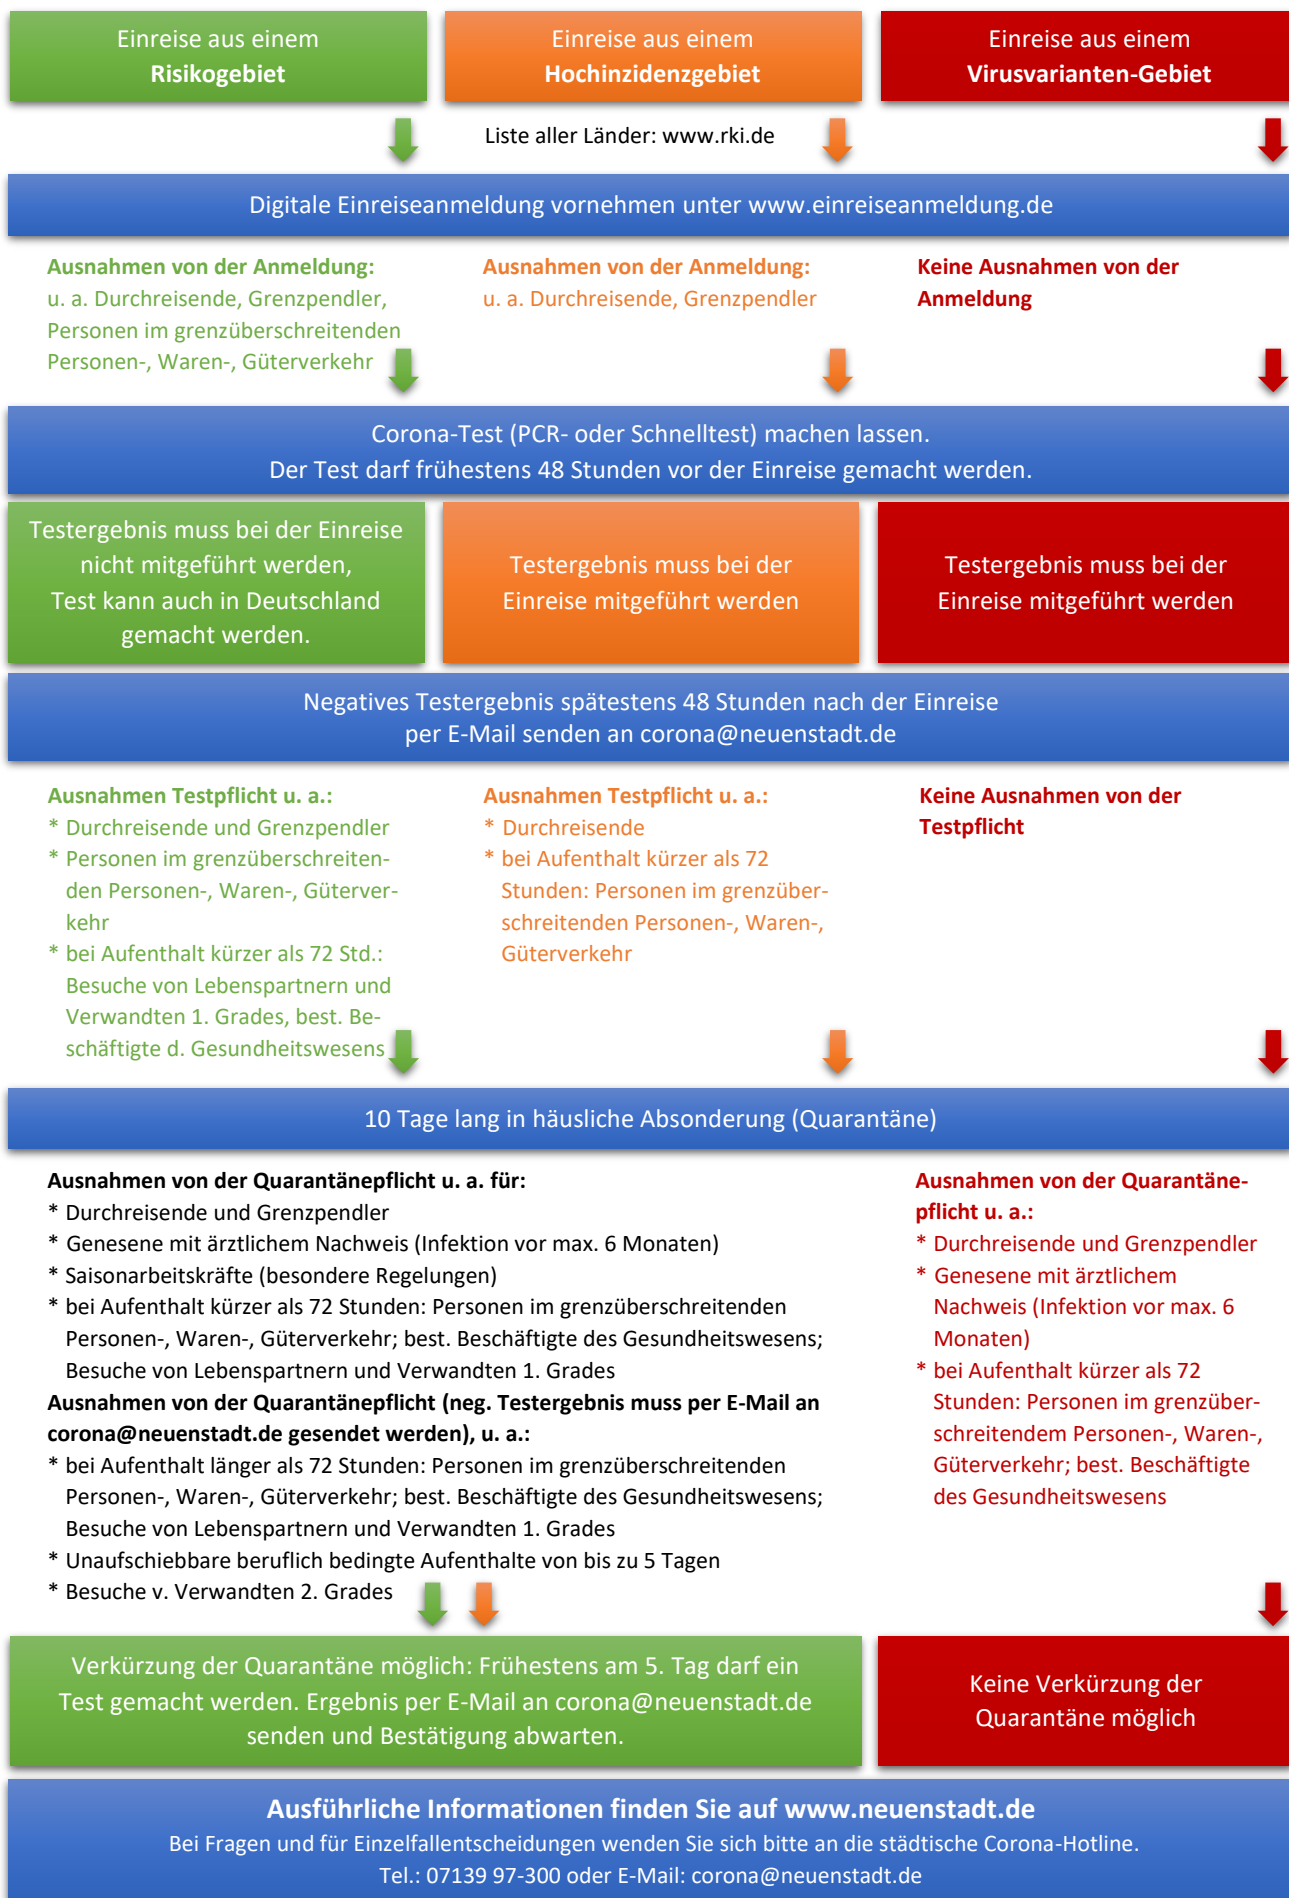 Einreise aus einem
Risikogebiet
Einreise aus einem
Hochinzidenzgebiet
Einreise aus einem
Virusvarianten-Gebiet
Liste aller Länder: www.rki.de
Digitale Einreiseanmeldung vornehmen unter www.einreiseanmeldung.de
Ausnahmen von der Anmeldung:
u. a. Durchreisende, Grenzpendler,
Personen im grenzüberschreitenden
Personen-, Waren-, Güterverkehr
Ausnahmen von der Anmeldung:
u. a. Durchreisende, Grenzpendler
Keine Ausnahmen von der
Anmeldung
Corona-Test (PCR- oder Schnelltest) machen lassen.
Der Test darf frühestens 48 Stunden vor der Einreise gemacht werden.
Testergebnis muss bei der Einreise
nicht mitgeführt werden,
Test kann auch in Deutschland
gemacht werden.
Testergebnis muss bei der
Einreise mitgeführt werden
Testergebnis muss bei der
Einreise mitgeführt werden
Negatives Testergebnis spätestens 48 Stunden nach der Einreise
per E-Mail senden an corona@neuenstadt.de
Ausnahmen Testpflicht u. a.:
* Durchreisende und Grenzpendler
* Personen im grenzüberschreiten-
den Personen-, Waren-, Güterver-
kehr
* bei Aufenthalt kürzer als 72 Std.:
Besuche von Lebenspartnern und
Verwandten 1. Grades, best. Be-
schäftigte d. Gesundheitswesens
Ausnahmen Testpflicht u. a.:
* Durchreisende
* bei Aufenthalt kürzer als 72
Stunden: Personen im grenzüber-
schreitenden Personen-, Waren-,
Güterverkehr
Keine Ausnahmen von der
Testpflicht
10 Tage lang in häusliche Absonderung (Quarantäne)
Ausnahmen von der Quarantänepflicht u. a. für:
* Durchreisende und Grenzpendler
* Genesene mit ärztlichem Nachweis (Infektion vor max. 6 Monaten)
* Saisonarbeitskräfte (besondere Regelungen)
* bei Aufenthalt kürzer als 72 Stunden: Personen im grenzüberschreitenden
Personen-, Waren-, Güterverkehr; best. Beschäftigte des Gesundheitswesens;
Besuche von Lebenspartnern und Verwandten 1. Grades
Ausnahmen von der Quarantänepflicht (neg. Testergebnis muss per E-Mail an
corona@neuenstadt.de gesendet werden), u. a.:
* bei Aufenthalt länger als 72 Stunden: Personen im grenzüberschreitenden
Personen-, Waren-, Güterverkehr; best. Beschäftigte des Gesundheitswesens;
Besuche von Lebenspartnern und Verwandten 1. Grades
* Unaufschiebbare beruflich bedingte Aufenthalte von bis zu 5 Tagen
* Besuche v. Verwandten 2. Grades
Ausnahmen von der Quarantäne-
pflicht u. a.:
* Durchreisende und Grenzpendler
* Genesene mit ärztlichem
Nachweis (Infektion vor max. 6
Monaten)
* bei Aufenthalt kürzer als 72
Stunden: Personen im grenzüber-
schreitendem Personen-, Waren-,
Güterverkehr; best. Beschäftigte
des Gesundheitswesens
Verkürzung der Quarantäne möglich: Frühestens am 5. Tag darf ein
Test gemacht werden. Ergebnis per E-Mail an corona@neuenstadt.de
senden und Bestätigung abwarten.
Keine Verkürzung der
Quarantäne möglich
Ausführliche Informationen finden Sie auf www.neuenstadt.de
Bei Fragen und für Einzelfallentscheidungen wenden Sie sich bitte an die städtische Corona-Hotline.
Tel.: 07139 97-300 oder E-Mail: corona@neuenstadt.de